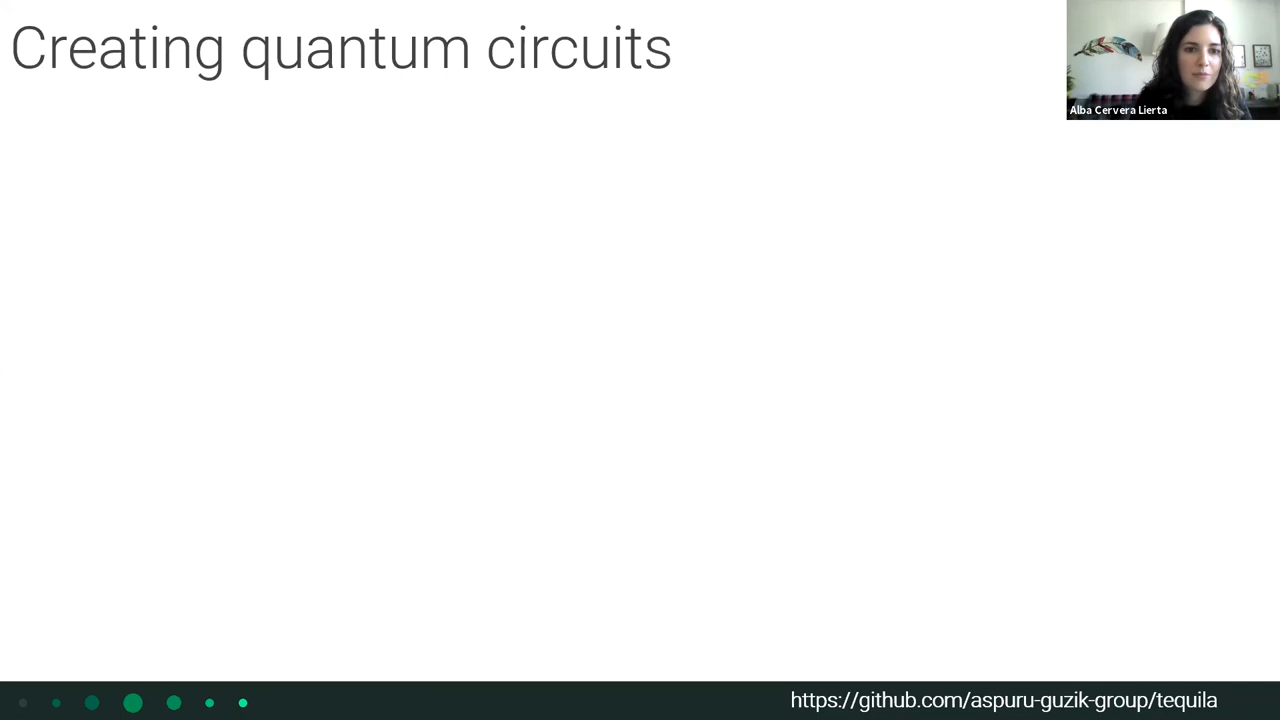 Creating quantum circuits
Alba Cervera Lierta
https://github.com/aspuru-guzik-group/tequila